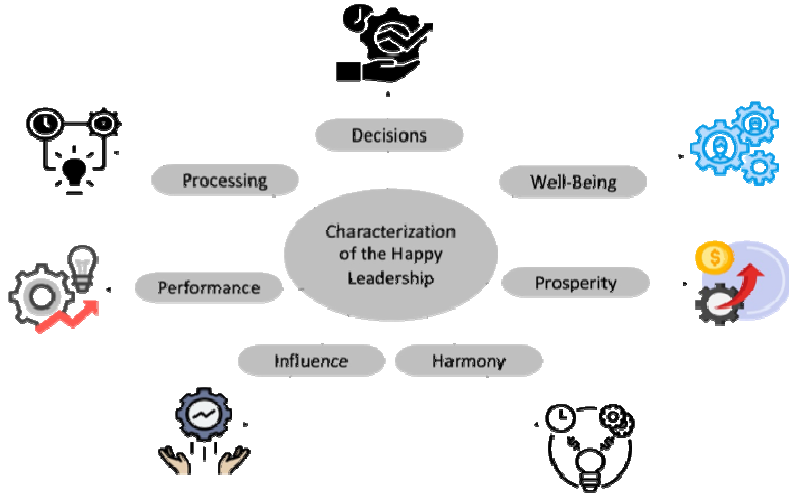 Decisions
Processing
Well-Being
Characterization
of the Happy
Leadership
Performance
Prosperity
Influence
Harmony
$